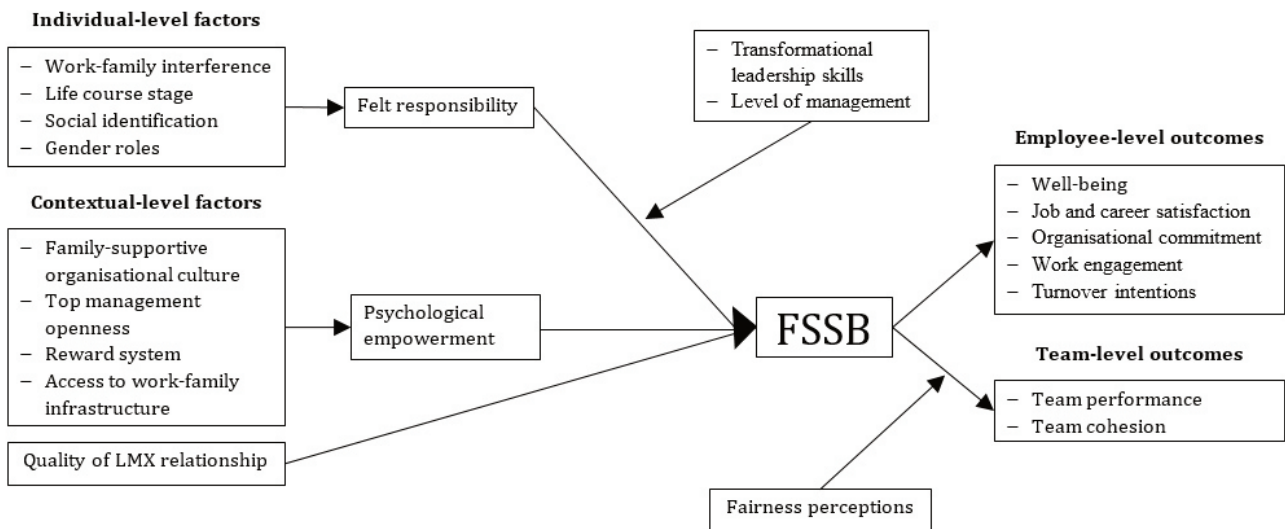 Individual-level factors
– Work-family interference
– Life course stage
– Social identification
– Gender roles
Felt responsibility
– Transformational
leadership skills
– Level of management
Contextual-level factors
– Family-supportive
organisational culture
– Top management
openness
– Reward system
– Access to work-family
infrastructure
Psychological
empowerment
Quality of LMX relationship
FSSB
Employee-level outcomes
– Well-being
– Job and career satisfaction
– Organisational commitment
– Work engagement
– Turnover intentions
Team-level outcomes
– Team performance
– Team cohesion
Fairness perceptions